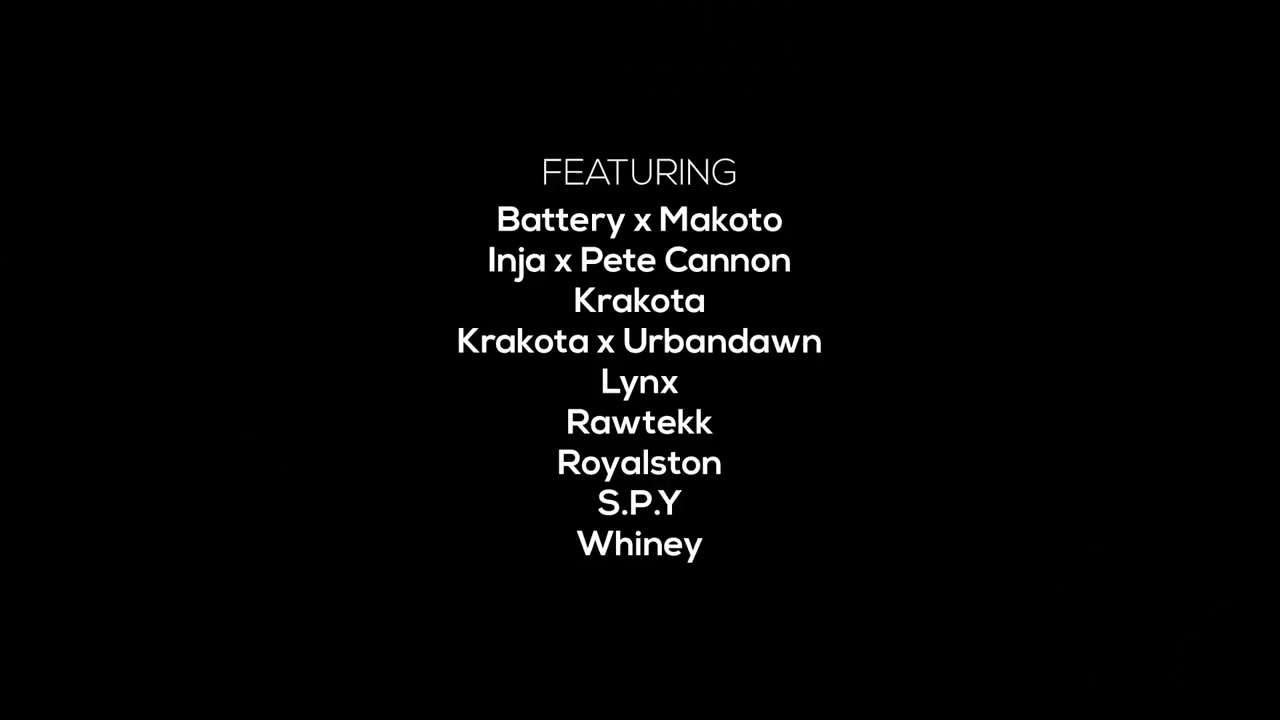 FEATURING
Battery x Makoto
Inja x Pete Cannon
Krakota
Krakota x Urbandawn
Lynx
Rawtekk
Royalston
S.P.Y
Whiney